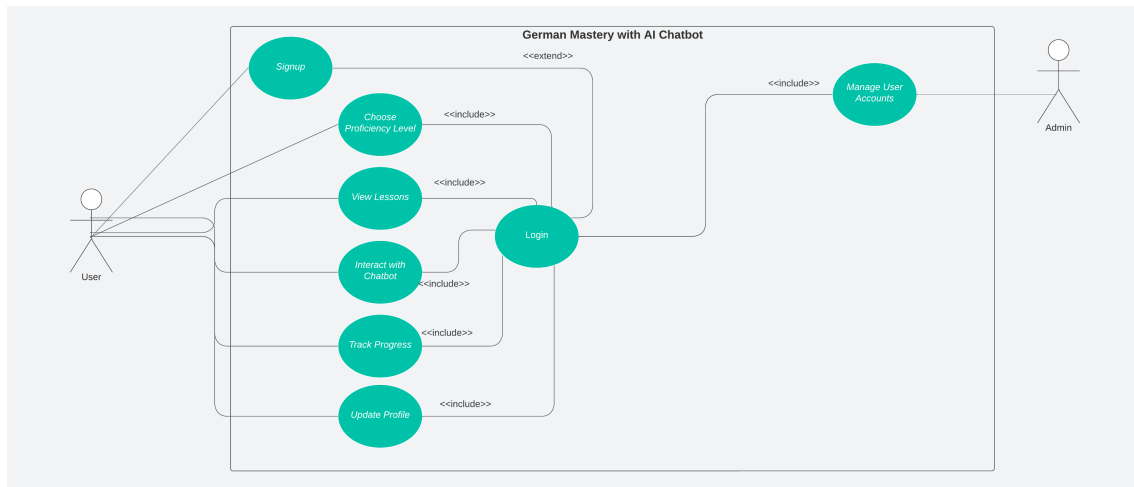 German Mastery with AI Chatbot
Signup
<<extend>>
<<include>>
Manage User
Accounts
Admin
Choose
Proficiency Level
<<include>>
View Lessons
<<include>>
Login
User
Interact with
Chatbot
<<include>>
Track Progress
<<include>>
Update Profile
<<include>>